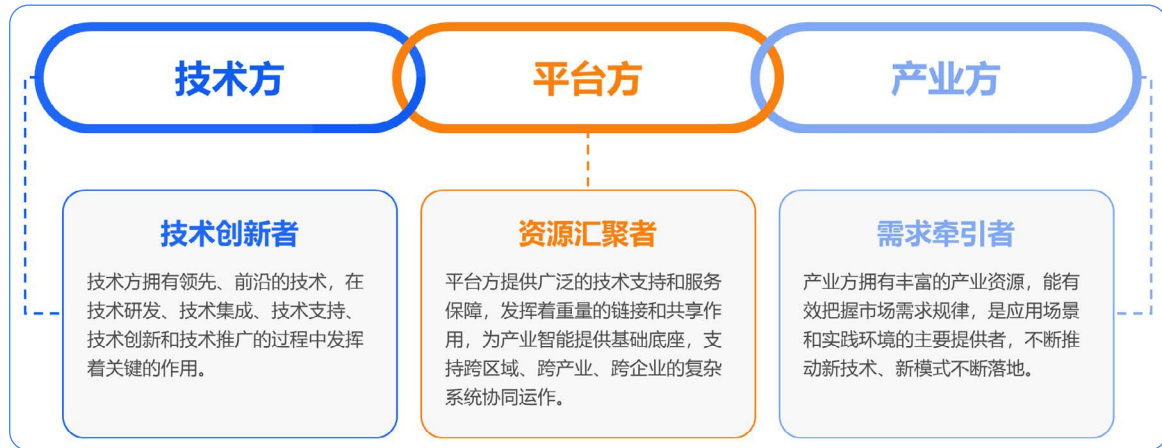 技术方
平台方
产业方
技术创新者
技术方拥有领先、前沿的技术，在
技术研发、技术集成、技术支持、
技术创新和技术推广的过程中发挥
着关键的作用。
资源汇聚者
平台方提供广泛的技术支持和服务
保障，发挥着重量的链接和共享作
用，为产业智能提供基础底座，支
持跨区域、跨产业、跨企业的复杂
系统协同运作。
需求牵引者
产业方拥有丰富的产业资源，能有
效把握市场需求规律，是应用场景
和实践环境的主要提供者，不断推
动新技术、新模式不断落地。